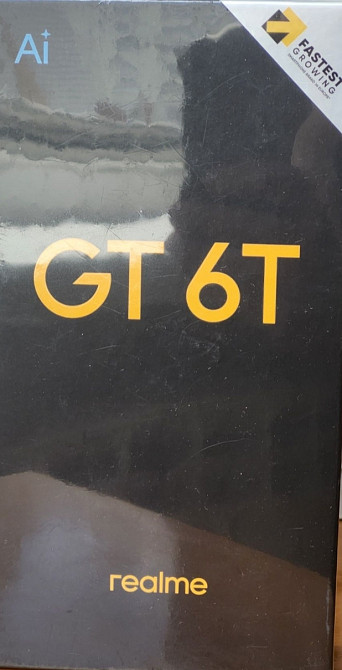 Ai
FASTEST
GROWING
GT 6T
realme